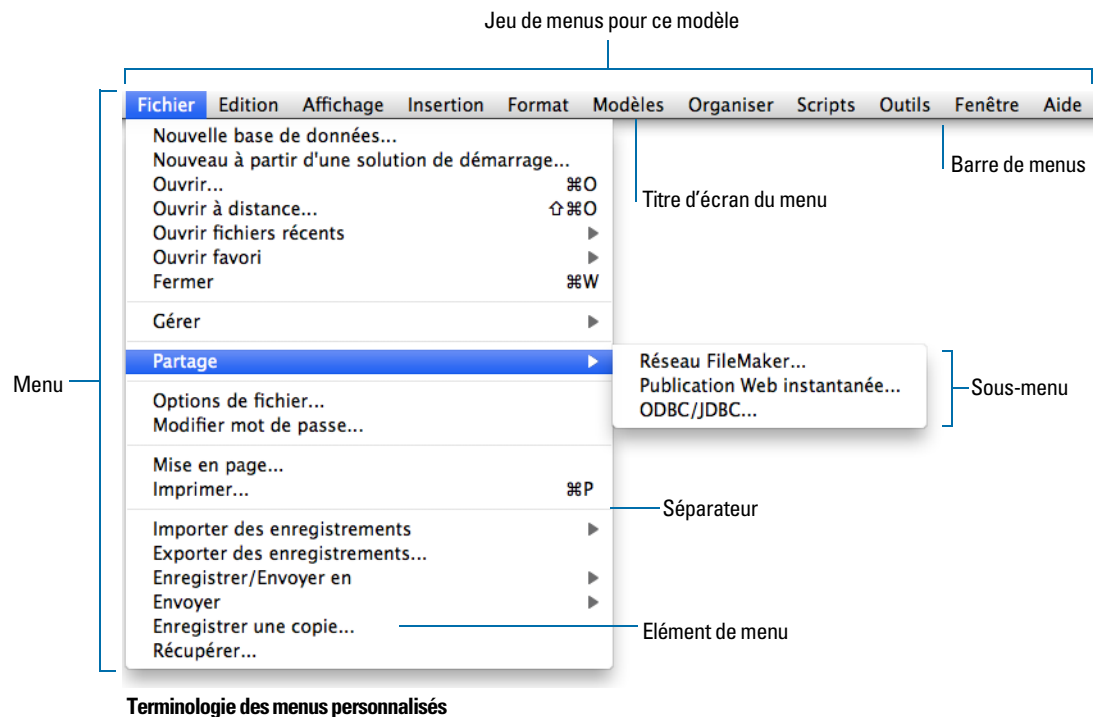 Jeu de menus pour ce modèle
Fichier Edition Affichage Insertion Format Modèles Organiser Scripts Outils Fenêtre Aide
Nouvelle base de données...
Nouveau à partir d'une solution de démarrage...
Ouvrir... ⌘O
Ouvrir à distance... ⇧⌘O
Ouvrir fichiers récents
Ouvrir favori
Fermer ⌘W
Gérer
Partage
Options de fichier...
Modifier mot de passe...
Mise en page...
Imprimer... ⌘P
Importer des enregistrements
Exporter des enregistrements...
Enregistrer/Envoyer en
Envoyer
Enregistrer une copie...
Récupérer...
Réseau FileMaker...
Publication Web instantanée...
ODBC/JDBC...
Barre de menus
Titre d'écran du menu
Menu
Sous-menu
Séparateur
Elément de menu
Terminologie des menus personnalisés